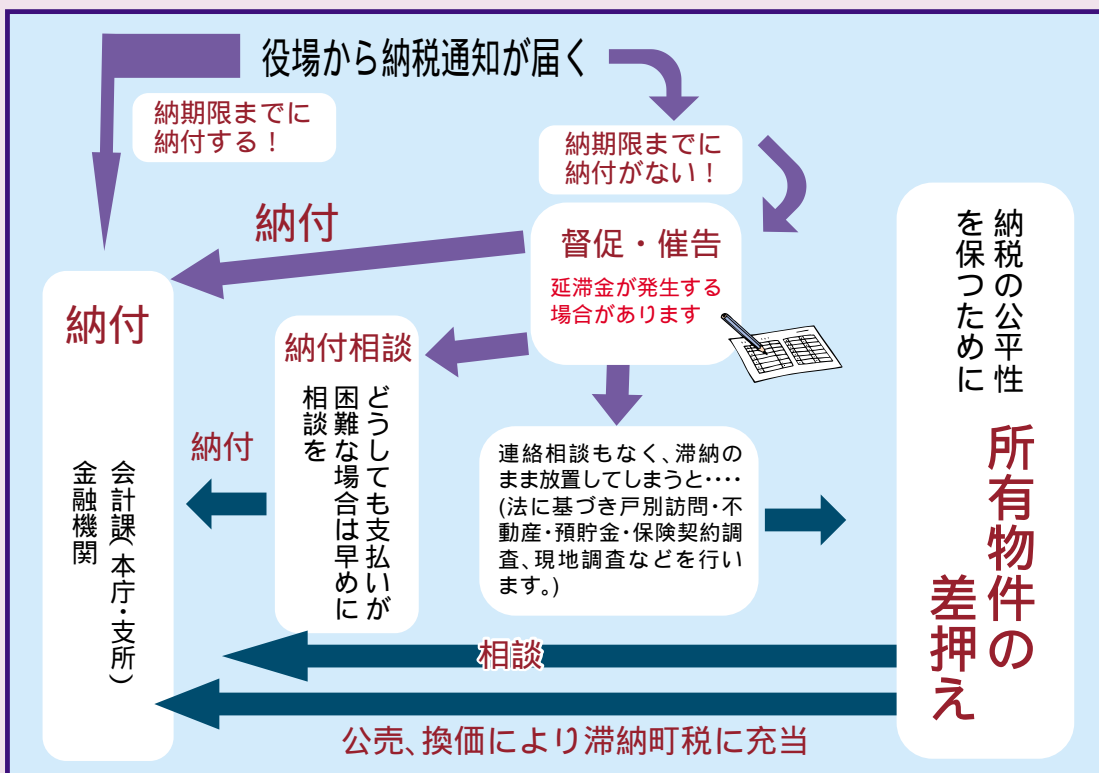 役場から納税通知が届く
納期限までに
納付する！
納期限までに
納付がない！
納付
督促・催告
延滞金が発生する
場合があります
納付相談
どうしても支払いが
困難な場合は早めに
相談を
納付
納付
会計課(本庁・支所)
金融機関
連絡相談もなく、滞納の
まま放置してしまうと‥‥
(法に基づき戸別訪問・不
動産・預貯金・保険契約調
査、現地調査などを行い
ます。)
納税の公平性
を保つために
所有物件の
差押え
相談
公売、換価により滞納町税に充当